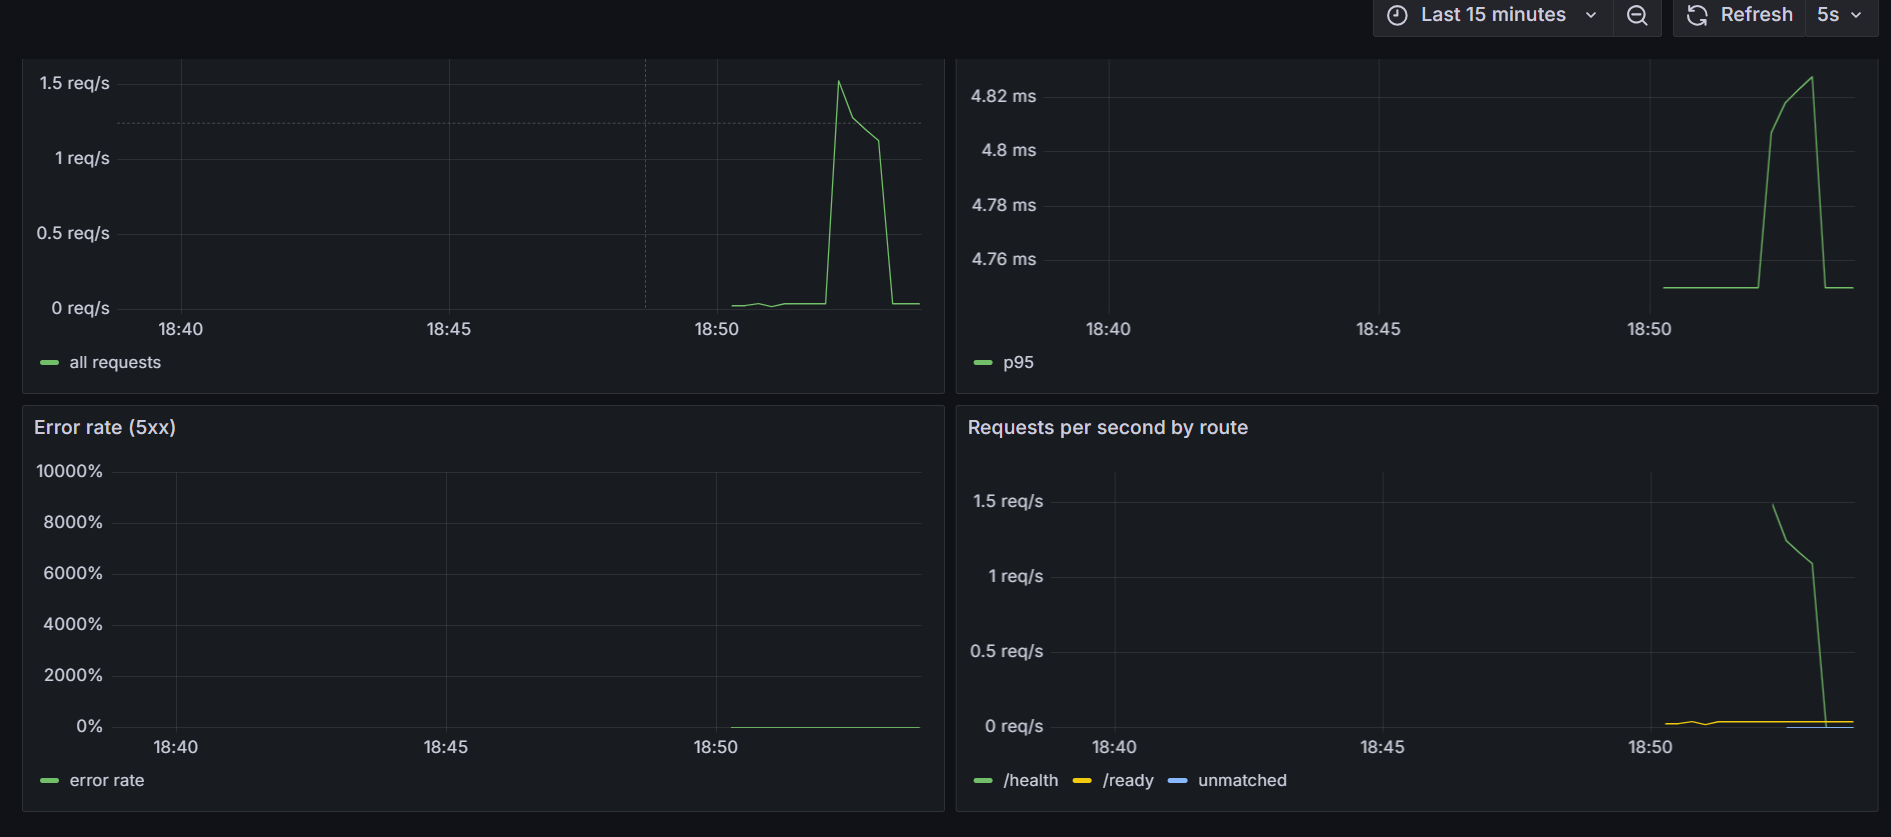 Last 15 minutes
Refresh
5s
1.5 req/s
1 req/s
0.5 req/s
0 req/s
18:40 18:45 18:50
all requests
4.82 ms
4.8 ms
4.78 ms
4.76 ms
18:40 18:45 18:50
p95
Error rate (5xx)
10000%
8000%
6000%
4000%
2000%
0%
18:40 18:45 18:50
error rate
Requests per second by route
1.5 req/s
1 req/s
0.5 req/s
0 req/s
18:40 18:45 18:50
/health /ready unmatched